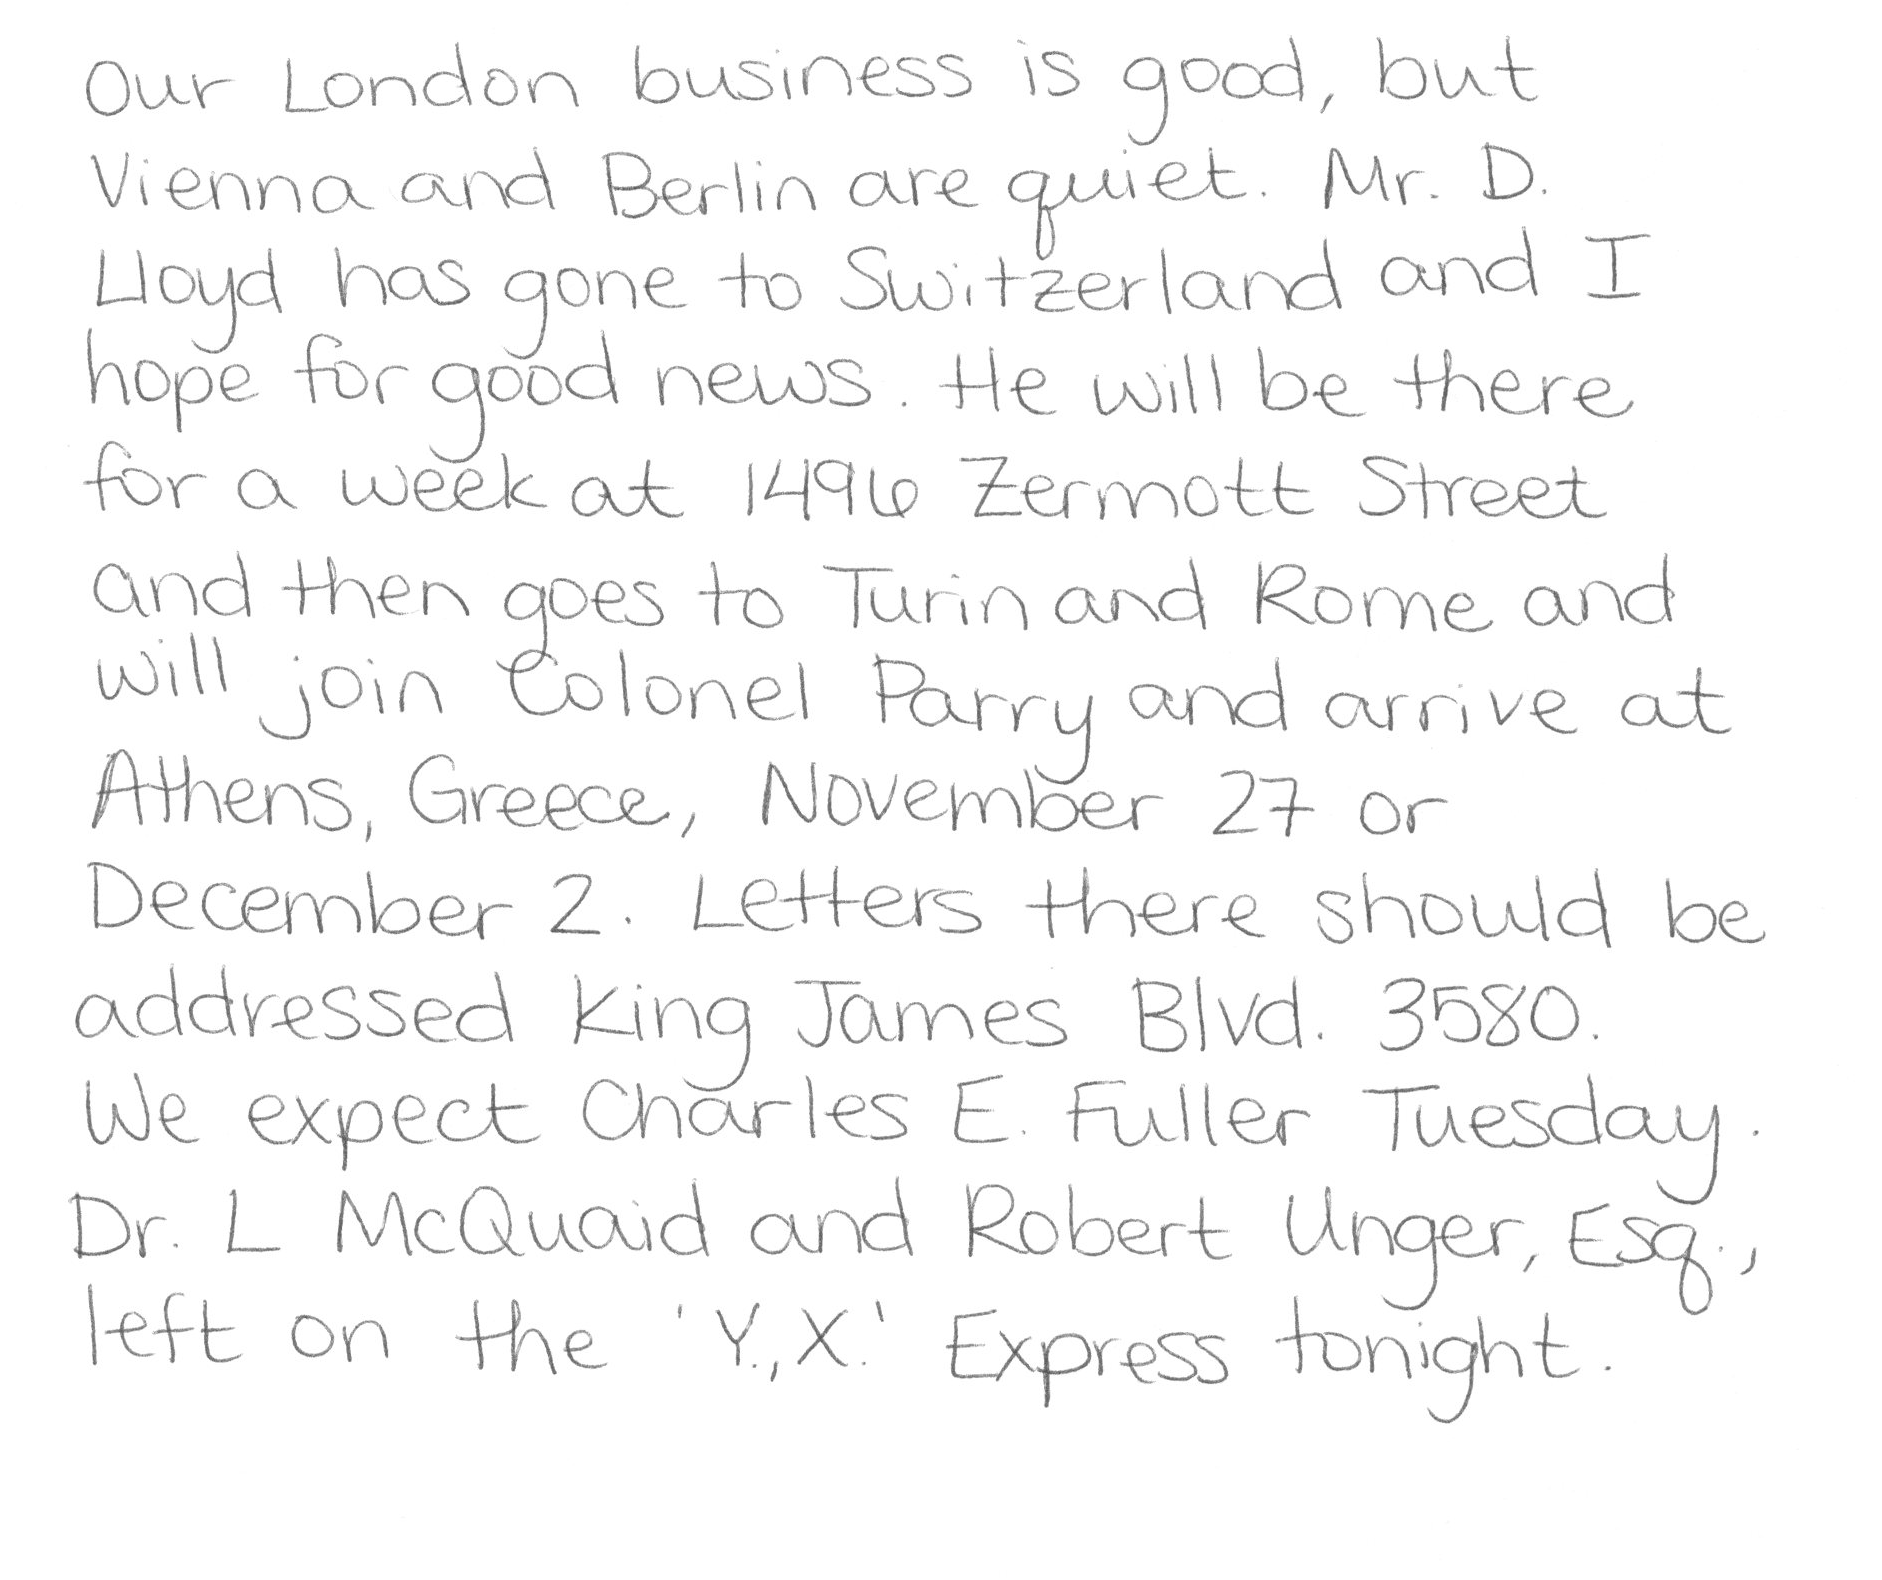 Our London business is good, but
Vienna and Berlin are quiet. Mr. D.
Lloyd has gone to Switzerland and I
hope for good news. He will be there
for a week at 1496 Zermott Street
and then goes to Turin and Rome and
will join Colonel Parry and arrive at
Athens, Greece, November 27 or
December 2. Letters there should be
addressed King James Blvd. 3580.
We expect Charles E. Fuller Tuesday.
Dr. L McQuaid and Robert Unger, Esq.,
left on the 'Y., X.' Express tonight.